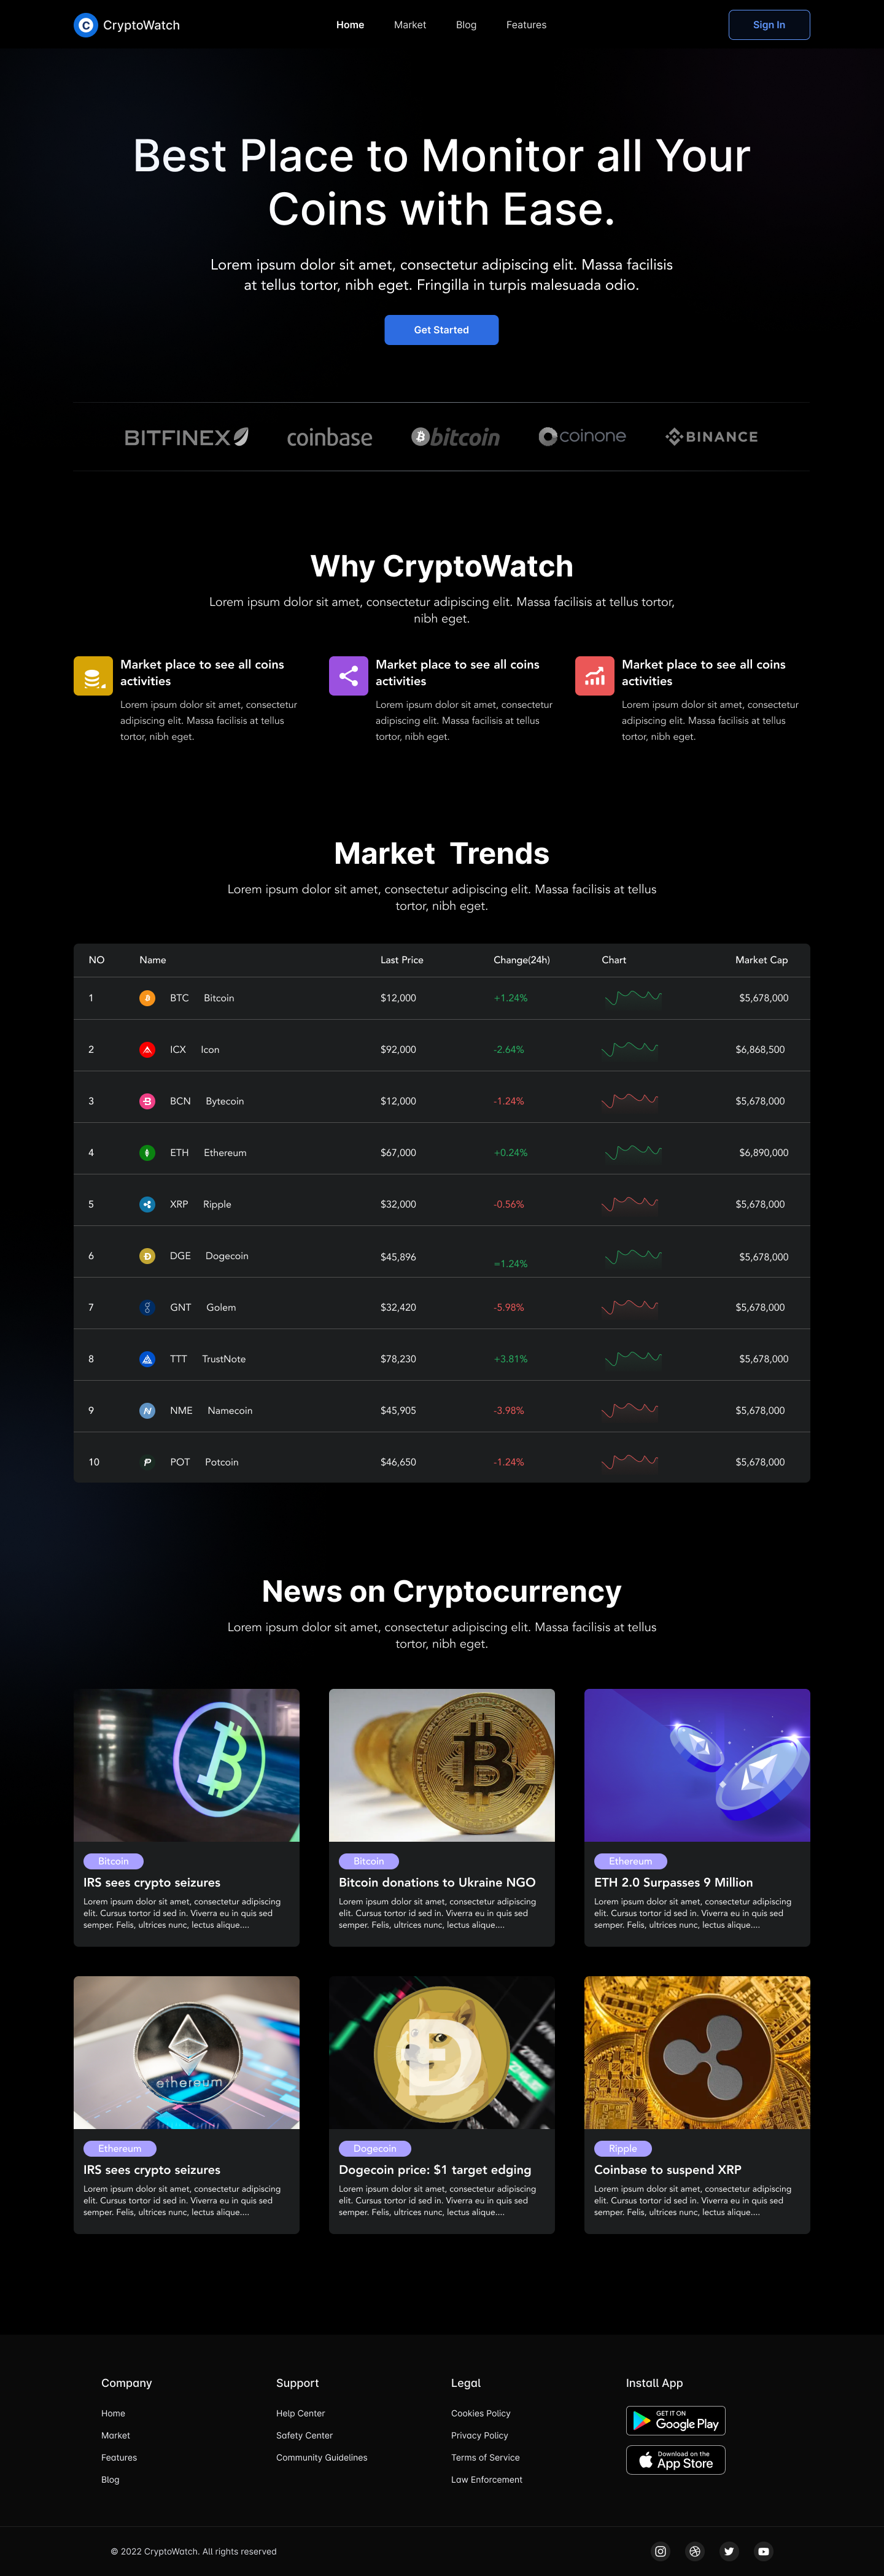 CryptoWatch
Home Market Blog Features
Sign In
Best Place to Monitor all Your
Coins with Ease.
Lorem ipsum dolor sit amet, consectetur adipiscing elit. Massa facilisis
at tellus tortor, nibh eget. Fringilla in turpis malesuada odio.
Get Started
BITFINEX coinbase bitcoin coinone BINANCE
Why CryptoWatch
Lorem ipsum dolor sit amet, consectetur adipiscing elit. Massa facilisis at tellus tortor,
nibh eget.
Market place to see all coins
activities
Lorem ipsum dolor sit amet, consectetur
adipiscing elit. Massa facilisis at tellus
tortor, nibh eget.
Market place to see all coins
activities
Lorem ipsum dolor sit amet, consectetur
adipiscing elit. Massa facilisis at tellus
tortor, nibh eget.
Market place to see all coins
activities
Lorem ipsum dolor sit amet, consectetur
adipiscing elit. Massa facilisis at tellus
tortor, nibh eget.
Market Trends
Lorem ipsum dolor sit amet, consectetur adipiscing elit. Massa facilisis at tellus
tortor, nibh eget.
NO Name Last Price Change(24h) Chart Market Cap
1 BTC Bitcoin $12,000 +1.24% $5,678,000
2 ICX Icon $92,000 -2.64% $6,868,500
3 BCN Bytecoin $12,000 -1.24% $5,678,000
4 ETH Ethereum $67,000 +0.24% $6,890,000
5 XRP Ripple $32,000 -0.56% $5,678,000
6 DGE Dogecoin $45,896 =1.24% $5,678,000
7 GNT Golem $32,420 -5.98% $5,678,000
8 TTT TrustNote $78,230 +3.81% $5,678,000
9 NME Namecoin $45,905 -3.98% $5,678,000
10 POT Potcoin $46,650 -1.24% $5,678,000
News on Cryptocurrency
Lorem ipsum dolor sit amet, consectetur adipiscing elit. Massa facilisis at tellus
tortor, nibh eget.
Bitcoin
IRS sees crypto seizures
Lorem ipsum dolor sit amet, consectetur adipiscing
elit. Cursus tortor id sed in. Viverra eu in quis sed
semper. Felis, ultrices nunc, lectus alique....
Bitcoin
Bitcoin donations to Ukraine NGO
Lorem ipsum dolor sit amet, consectetur adipiscing
elit. Cursus tortor id sed in. Viverra eu in quis sed
semper. Felis, ultrices nunc, lectus alique....
Ethereum
ETH 2.0 Surpasses 9 Million
Lorem ipsum dolor sit amet, consectetur adipiscing
elit. Cursus tortor id sed in. Viverra eu in quis sed
semper. Felis, ultrices nunc, lectus alique....
ethereum
Ethereum
IRS sees crypto seizures
Lorem ipsum dolor sit amet, consectetur adipiscing
elit. Cursus tortor id sed in. Viverra eu in quis sed
semper. Felis, ultrices nunc, lectus alique....
Dogecoin
Dogecoin price: $1 target edging
Lorem ipsum dolor sit amet, consectetur adipiscing
elit. Cursus tortor id sed in. Viverra eu in quis sed
semper. Felis, ultrices nunc, lectus alique....
Ripple
Coinbase to suspend XRP
Lorem ipsum dolor sit amet, consectetur adipiscing
elit. Cursus tortor id sed in. Viverra eu in quis sed
semper. Felis, ultrices nunc, lectus alique....
Company
Home
Market
Features
Blog
Support
Help Center
Safety Center
Community Guidelines
Legal
Cookies Policy
Privacy Policy
Terms of Service
Law Enforcement
Install App
GET IT ON
Google Play
Download on the
App Store
© 2022 CryptoWatch. All rights reserved